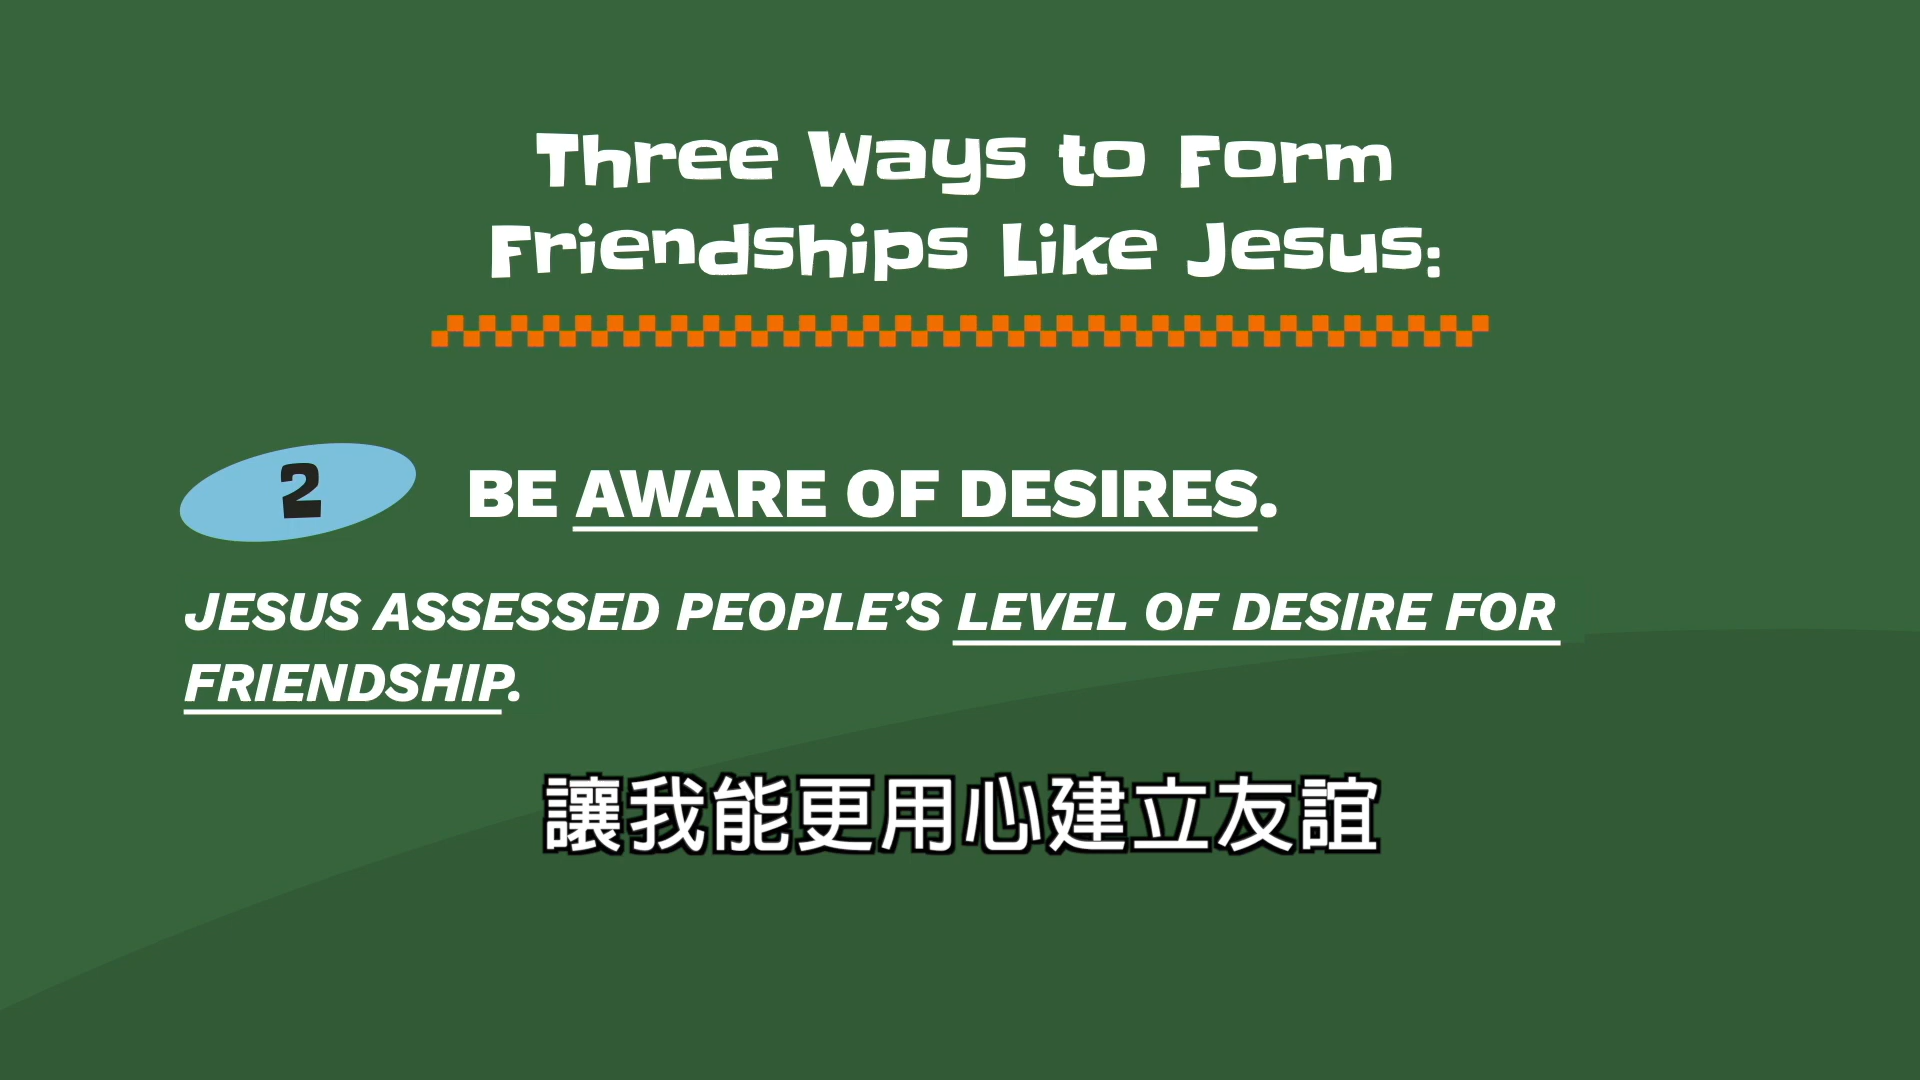 Three Ways to Form
Friendships Like Jesus:
2
BE AWARE OF DESIRES.
JESUS ASSESSED PEOPLE’S LEVEL OF DESIRE FOR
FRIENDSHIP.
讓我能更用心建立友誼